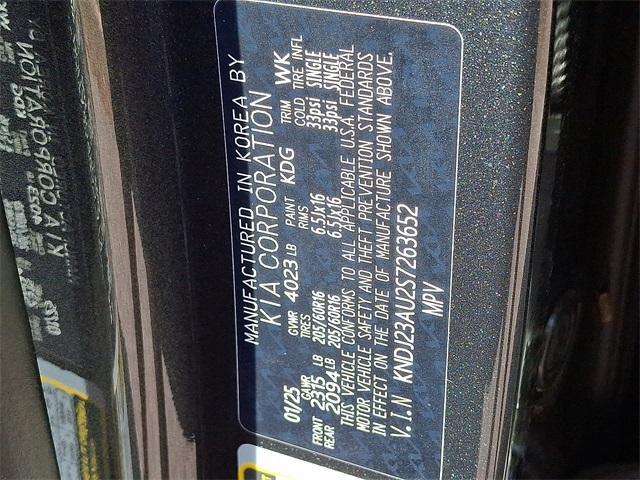 MANUFACTURED IN KOREA BY
KIA CORPORATION
01/25 GVWR 4023 LB PAINT KDG TRIM WK
GAWR TIRES RIMS COLD TIRE INFL
FRONT 2315 LB 205/60R16 6.5Jx16 33psi SINGLE
REAR 2094 LB 205/60R16 6.5Jx16 33psi SINGLE
THIS VEHICLE CONFORMS TO ALL APPLICABLE U.S.A. FEDERAL
MOTOR VEHICLE SAFETY AND THEFT PREVENTION STANDARDS
IN EFFECT ON THE DATE OF MANUFACTURE SHOWN ABOVE.
V.I.N KNDJ23AU2S7263652
MPV